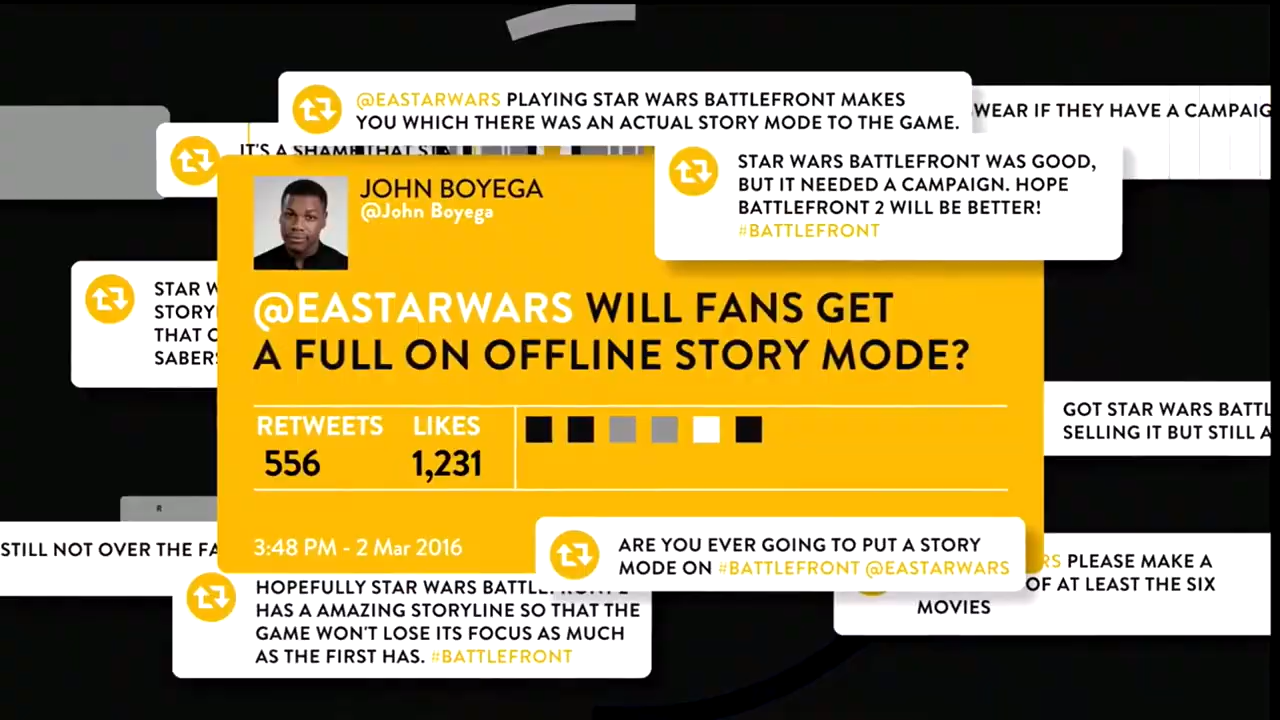 @EASTARWARS PLAYING STAR WARS BATTLEFRONT MAKES
YOU WHICH THERE WAS AN ACTUAL STORY MODE TO THE GAME.
WEAR IF THEY HAVE A CAMPAIG
IT'S A SHAME THAT
STAR WARS BATTLEFRONT WAS GOOD,
BUT IT NEEDED A CAMPAIGN. HOPE
BATTLEFRONT 2 WILL BE BETTER!
#BATTLEFRONT
JOHN BOYEGA
@John Boyega
STAR W
STORY
THAT
SABER
@EASTARWARS WILL FANS GET
A FULL ON OFFLINE STORY MODE?
RETWEETS LIKES
556 1,231
3:48 PM - 2 Mar 2016
GOT STAR WARS BATTL
SELLING IT BUT STILL A
R
STILL NOT OVER THE FA
ARE YOU EVER GOING TO PUT A STORY
MODE ON #BATTLEFRONT @EASTARWARS
RS PLEASE MAKE A
OF AT LEAST THE SIX
MOVIES
HOPEFULLY STAR WARS BATTLEFRONT 2
HAS A AMAZING STORYLINE SO THAT THE
GAME WON'T LOSE ITS FOCUS AS MUCH
AS THE FIRST HAS. #BATTLEFRONT